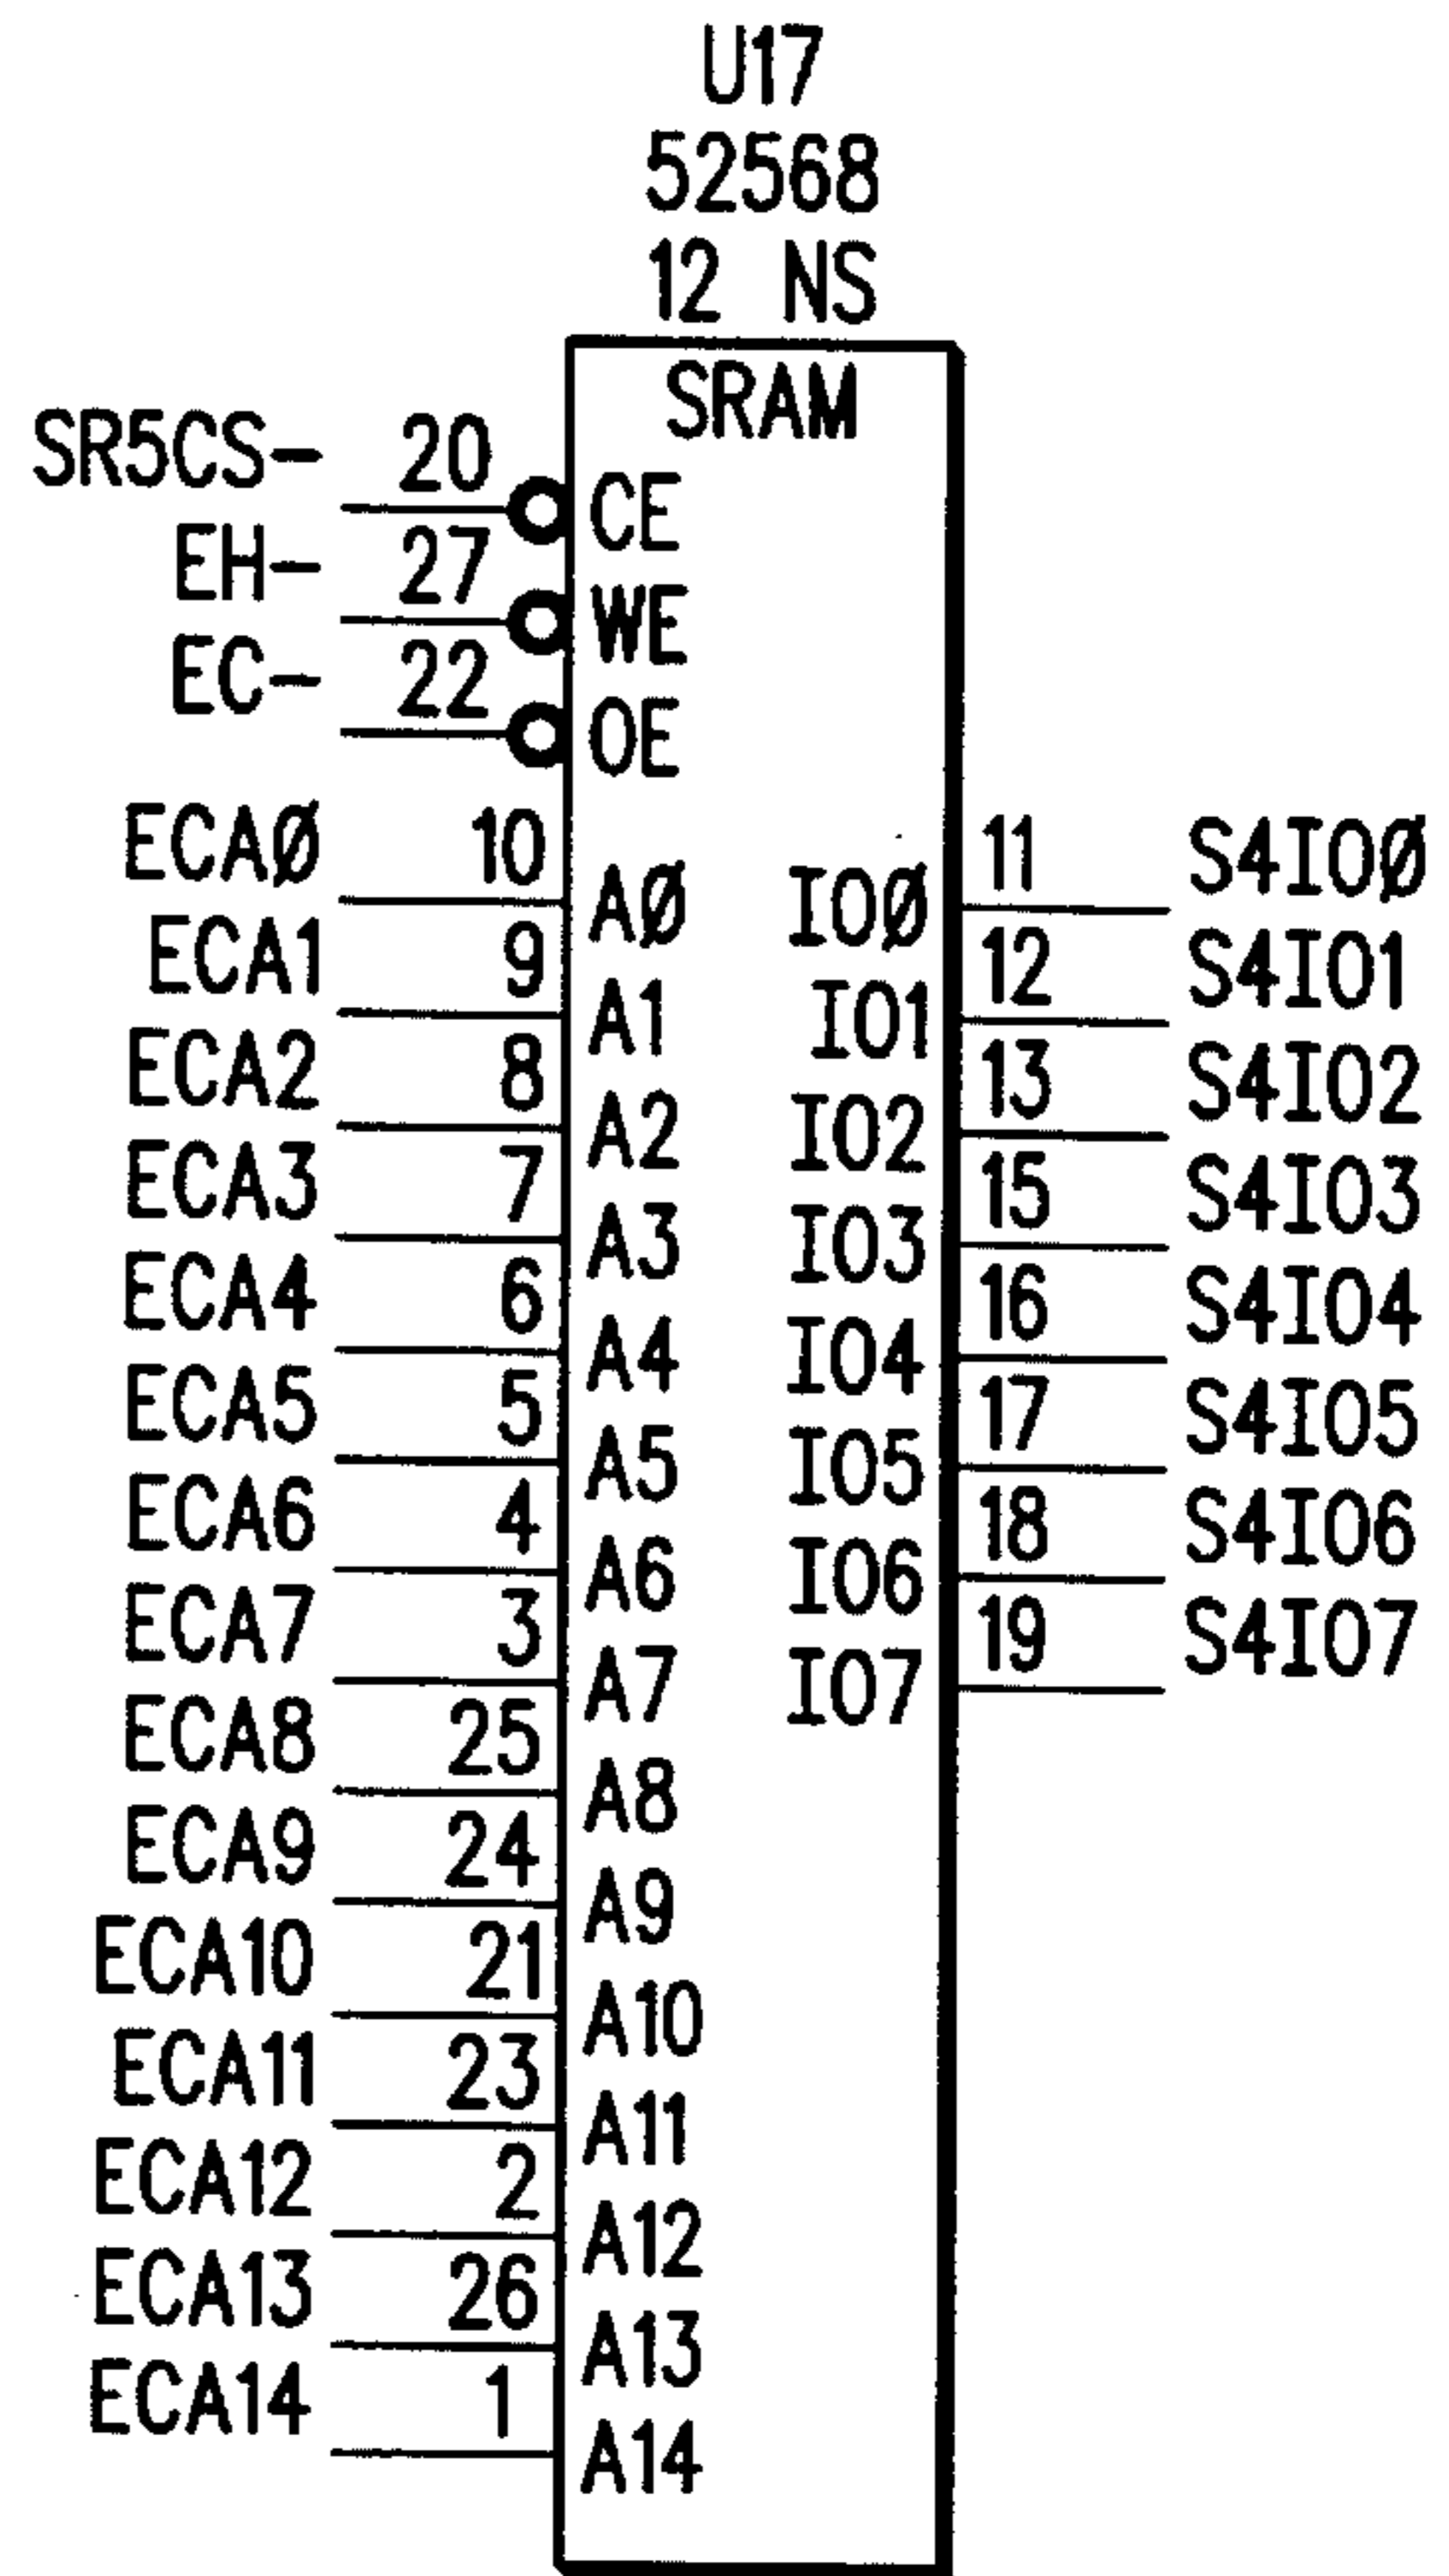 U17
52568
12 NS
SRAM
SR5CS- 20 CE
EH- 27 WE
EC- 22 OE
ECAØ 10 AØ IOØ 11 S4IOØ
ECA1 9 A1 IO1 12 S4IO1
ECA2 8 A2 IO2 13 S4IO2
ECA3 7 A3 IO3 15 S4IO3
ECA4 6 A4 IO4 16 S4IO4
ECA5 5 A5 IO5 17 S4IO5
ECA6 4 A6 IO6 18 S4IO6
ECA7 3 A7 IO7 19 S4IO7
ECA8 25 A8
ECA9 24 A9
ECA10 21 A10
ECA11 23 A11
ECA12 2 A12
ECA13 26 A13
ECA14 1 A14